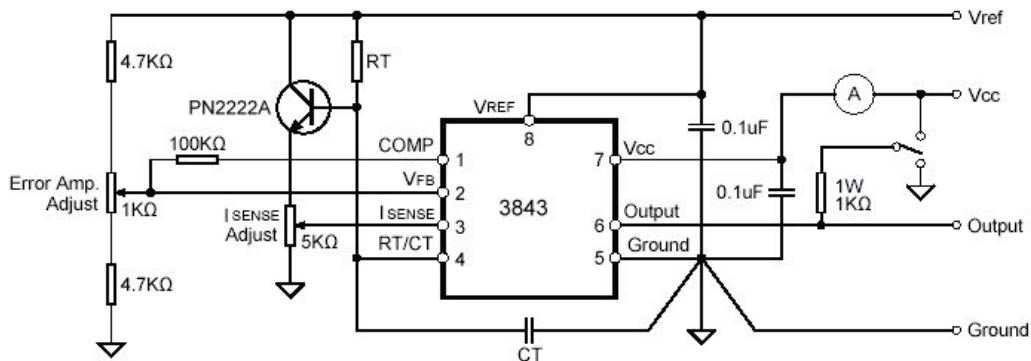 Vref
4.7KΩ
RT
PN2222A
A
Vcc
VREF
8
0.1uF
100KΩ
COMP
1
7
Vcc
Error Amp.
Adjust
1KΩ
VFB
2
3843
0.1uF
1W
1KΩ
ISENSE
Adjust
5KΩ
ISENSE
3
6
Output
Output
RT/CT
4
5
Ground
4.7KΩ
CT
Ground